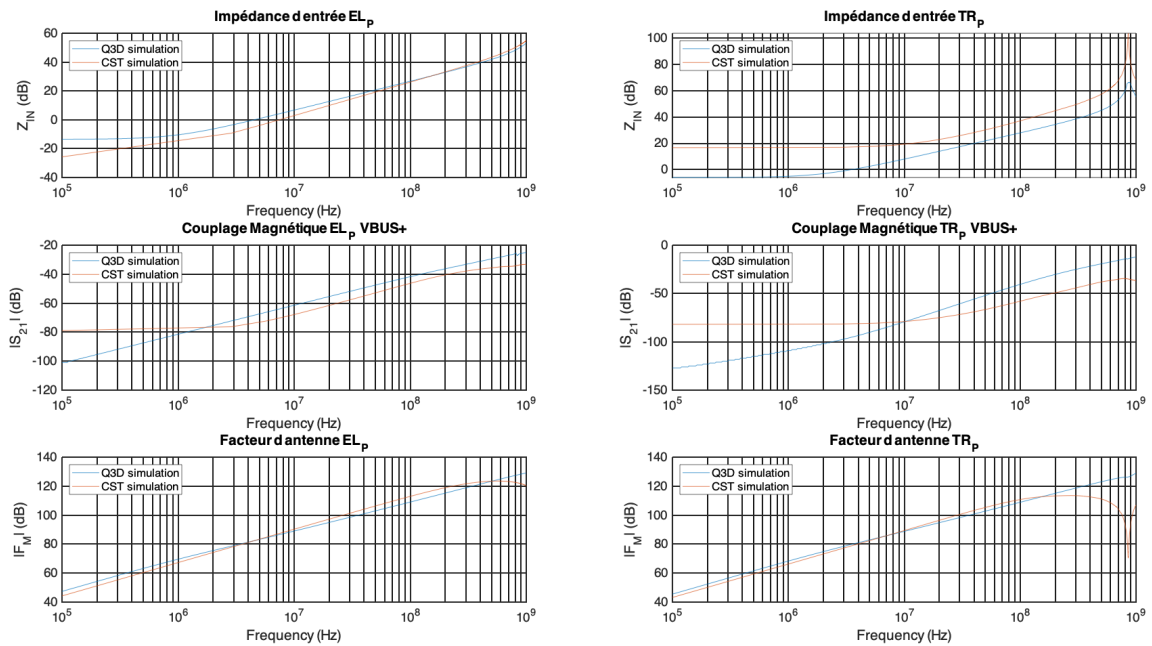 Impédance d entrée EL_P
60
40
20
0
-20
-40
Z_IN (dB)
Q3D simulation
CST simulation
10^5 10^6 10^7 10^8 10^9
Frequency (Hz)
Impédance d entrée TR_P
100
80
60
40
20
0
Z_IN (dB)
Q3D simulation
CST simulation
10^5 10^6 10^7 10^8 10^9
Frequency (Hz)
Couplage Magnétique EL_P VBUS+
-20
-40
-60
-80
-100
-120
|S_21| (dB)
Q3D simulation
CST simulation
10^5 10^6 10^7 10^8 10^9
Frequency (Hz)
Couplage Magnétique TR_P VBUS+
0
-50
-100
-150
|S_21| (dB)
Q3D simulation
CST simulation
10^5 10^6 10^7 10^8 10^9
Frequency (Hz)
Facteur d antenne EL_P
140
120
100
80
60
40
|F_M| (dB)
Q3D simulation
CST simulation
10^5 10^6 10^7 10^8 10^9
Frequency (Hz)
Facteur d antenne TR_P
140
120
100
80
60
40
|F_M| (dB)
Q3D simulation
CST simulation
10^5 10^6 10^7 10^8 10^9
Frequency (Hz)